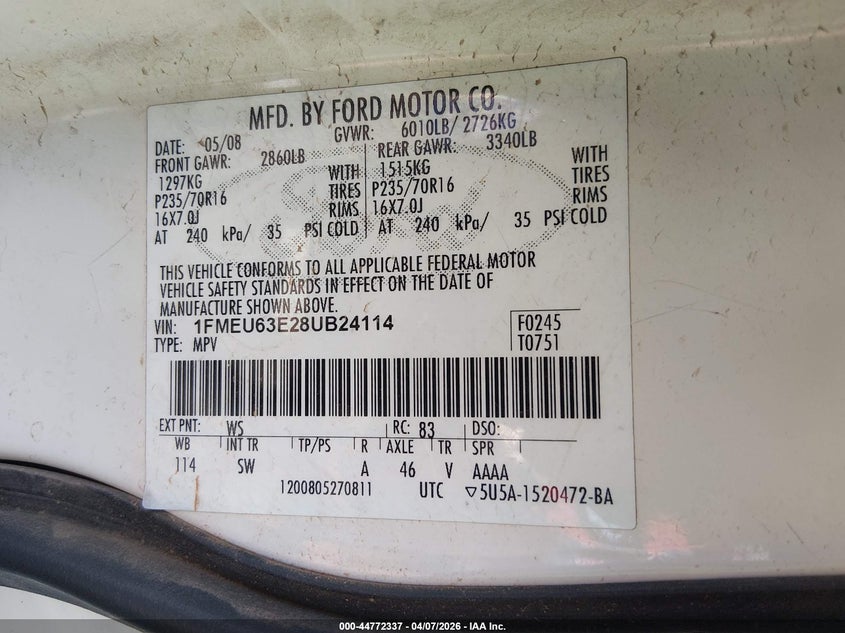 MFD. BY FORD MOTOR CO.
DATE: 05/08 GVWR: 6010LB/ 2726KG
FRONT GAWR: 2860LB REAR GAWR: 3340LB
1297KG WITH 1515KG WITH
P235/70R16 TIRES P235/70R16 TIRES
16X7.0J RIMS 16X7.0J RIMS
AT 240 kPa/ 35 PSI COLD AT 240 kPa/ 35 PSI COLD
THIS VEHICLE CONFORMS TO ALL APPLICABLE FEDERAL MOTOR
VEHICLE SAFETY STANDARDS IN EFFECT ON THE DATE OF
MANUFACTURE SHOWN ABOVE.
VIN: 1FMEU63E28UB24114 F0245
TYPE: MPV T0751
EXT PNT: WS RC: 83 DSO:
WB INT TR TP/PS R AXLE TR SPR
114 SW A 46 V AAAA
1200805270811 UTC ▽5U5A-1520472-BA
000-44772337 | 04/07/2026 - IAA Inc.